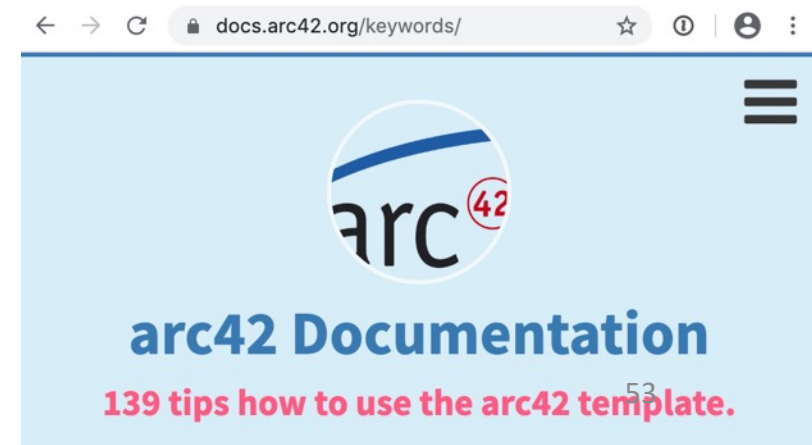 docs.arc42.org/keywords/
arc42
arc42 Documentation
53
139 tips how to use the arc42 template.